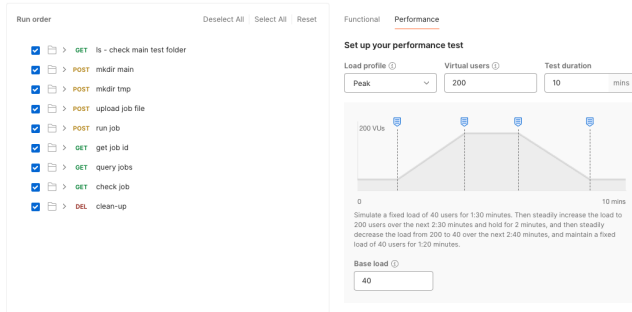 Run order Deselect All Select All Reset
GET ls - check main test folder
POST mkdir main
POST mkdir tmp
POST upload job file
POST run job
GET get job id
GET query jobs
GET check job
DEL clean-up
Functional Performance
Set up your performance test
Load profile Virtual users Test duration
Peak 200 10 mins
200 VUs
0 10 mins
Simulate a fixed load of 40 users for 1:30 minutes. Then steadily increase the load to
200 users over the next 2:30 minutes and hold for 2 minutes, and then steadily
decrease the load from 200 to 40 over the next 2:40 minutes, and maintain a fixed
load of 40 users for 1:20 minutes.
Base load
40